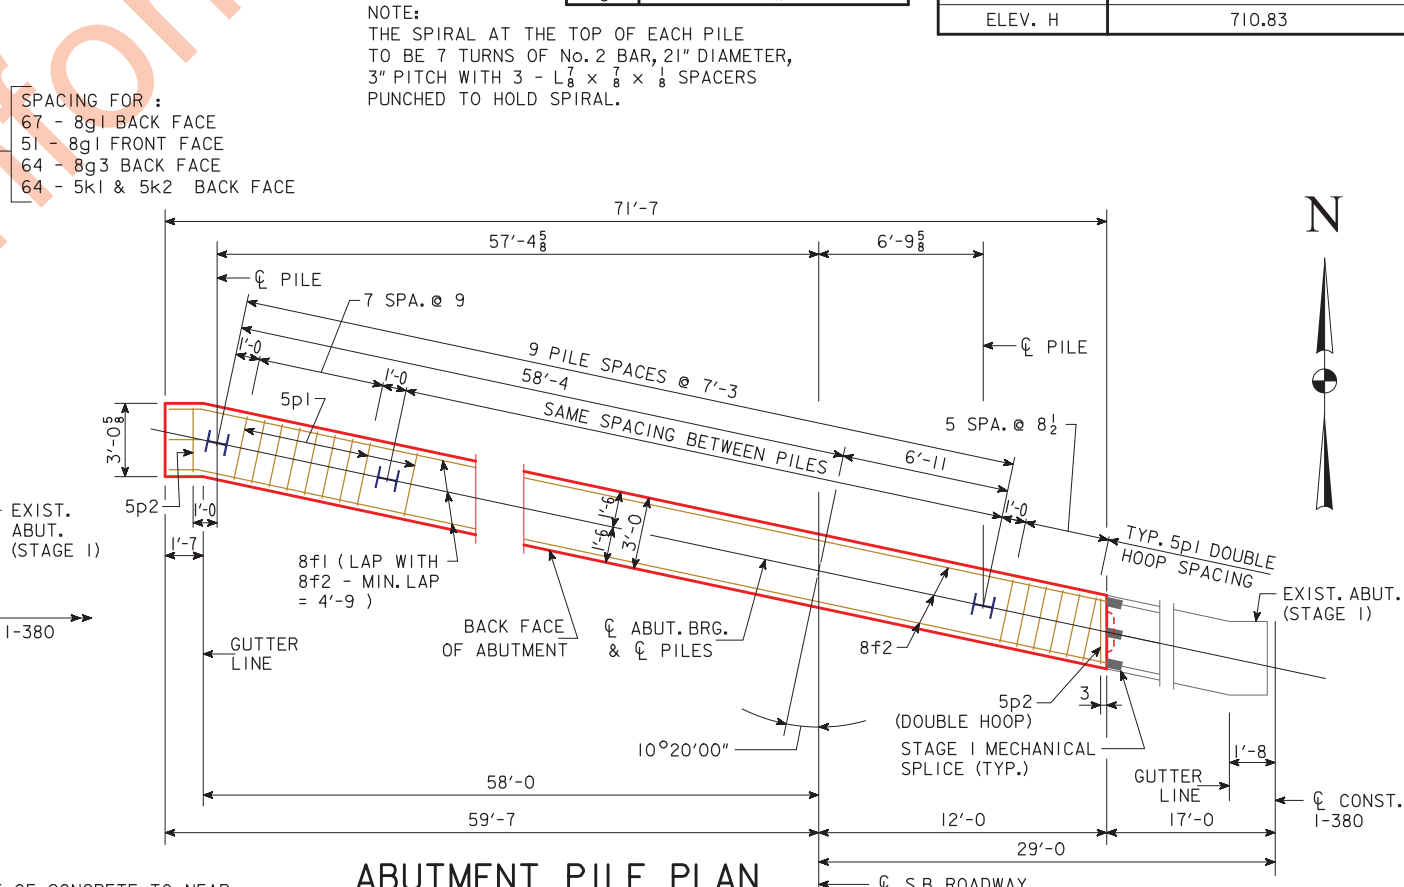 NOTE:
THE SPIRAL AT THE TOP OF EACH PILE
TO BE 7 TURNS OF No. 2 BAR, 21" DIAMETER,
3" PITCH WITH 3 - L 7/8 x 7/8 x 1/8 SPACERS
PUNCHED TO HOLD SPIRAL.
ELEV. H 710.83
SPACING FOR :
67 - 8g1 BACK FACE
51 - 8g1 FRONT FACE
64 - 8g3 BACK FACE
64 - 5k1 & 5k2 BACK FACE
71'-7
N
57'-4 5/8
6'-9 5/8
℄ PILE
7 SPA. @ 9
9 PILE SPACES @ 7'-3
℄ PILE
1'-0
58'-4
1'-0
5p1
SAME SPACING BETWEEN PILES
5 SPA. @ 8 1/2
6'-11
3'-0 5/8
1'-0
5p2
1'-0
1'-6
1'-6
3'-0
EXIST.
ABUT.
(STAGE 1)
1'-7
TYP. 5p1 DOUBLE
HOOP SPACING
8f1 ( LAP WITH
8f2 - MIN. LAP
= 4'-9 )
EXIST. ABUT.
(STAGE 1)
I-380
BACK FACE
OF ABUTMENT
℄ ABUT. BRG.
& ℄ PILES
8f2
GUTTER
LINE
5p2
(DOUBLE HOOP)
3
10°20'00"
STAGE 1 MECHANICAL
SPLICE (TYP.)
1'-8
GUTTER
LINE
58'-0
℄ CONST.
I-380
59'-7
12'-0
17'-0
29'-0
ABUTMENT PILE PLAN
℄ S.B. ROADWAY
OF CONCRETE TO NEAR